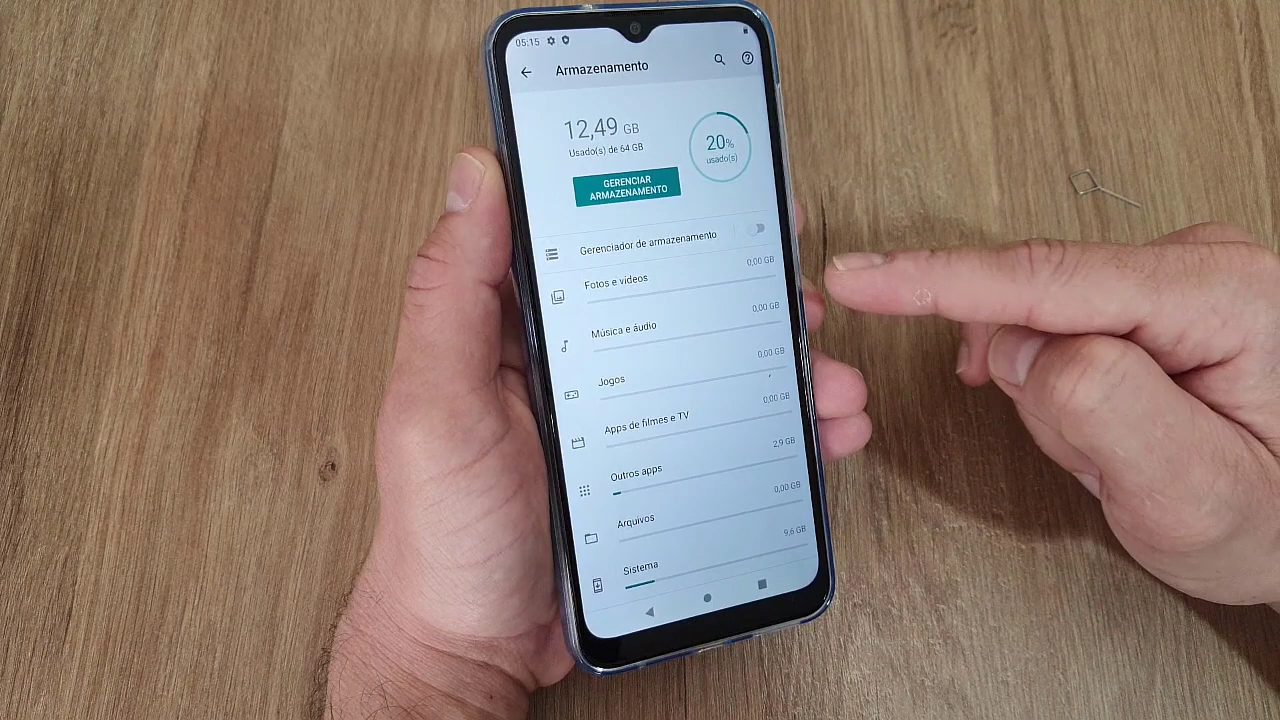 05:15
Armazenamento
12,49 GB
Usado(s) de 64 GB
20%
usado(s)
GERENCIAR
ARMAZENAMENTO
Gerenciador de armazenamento
Fotos e vídeos 0,00 GB
Música e áudio 0,00 GB
Jogos 0,00 GB
Apps de filmes e TV 0,00 GB
Outros apps 2,9 GB
Arquivos 0,00 GB
Sistema 9,6 GB